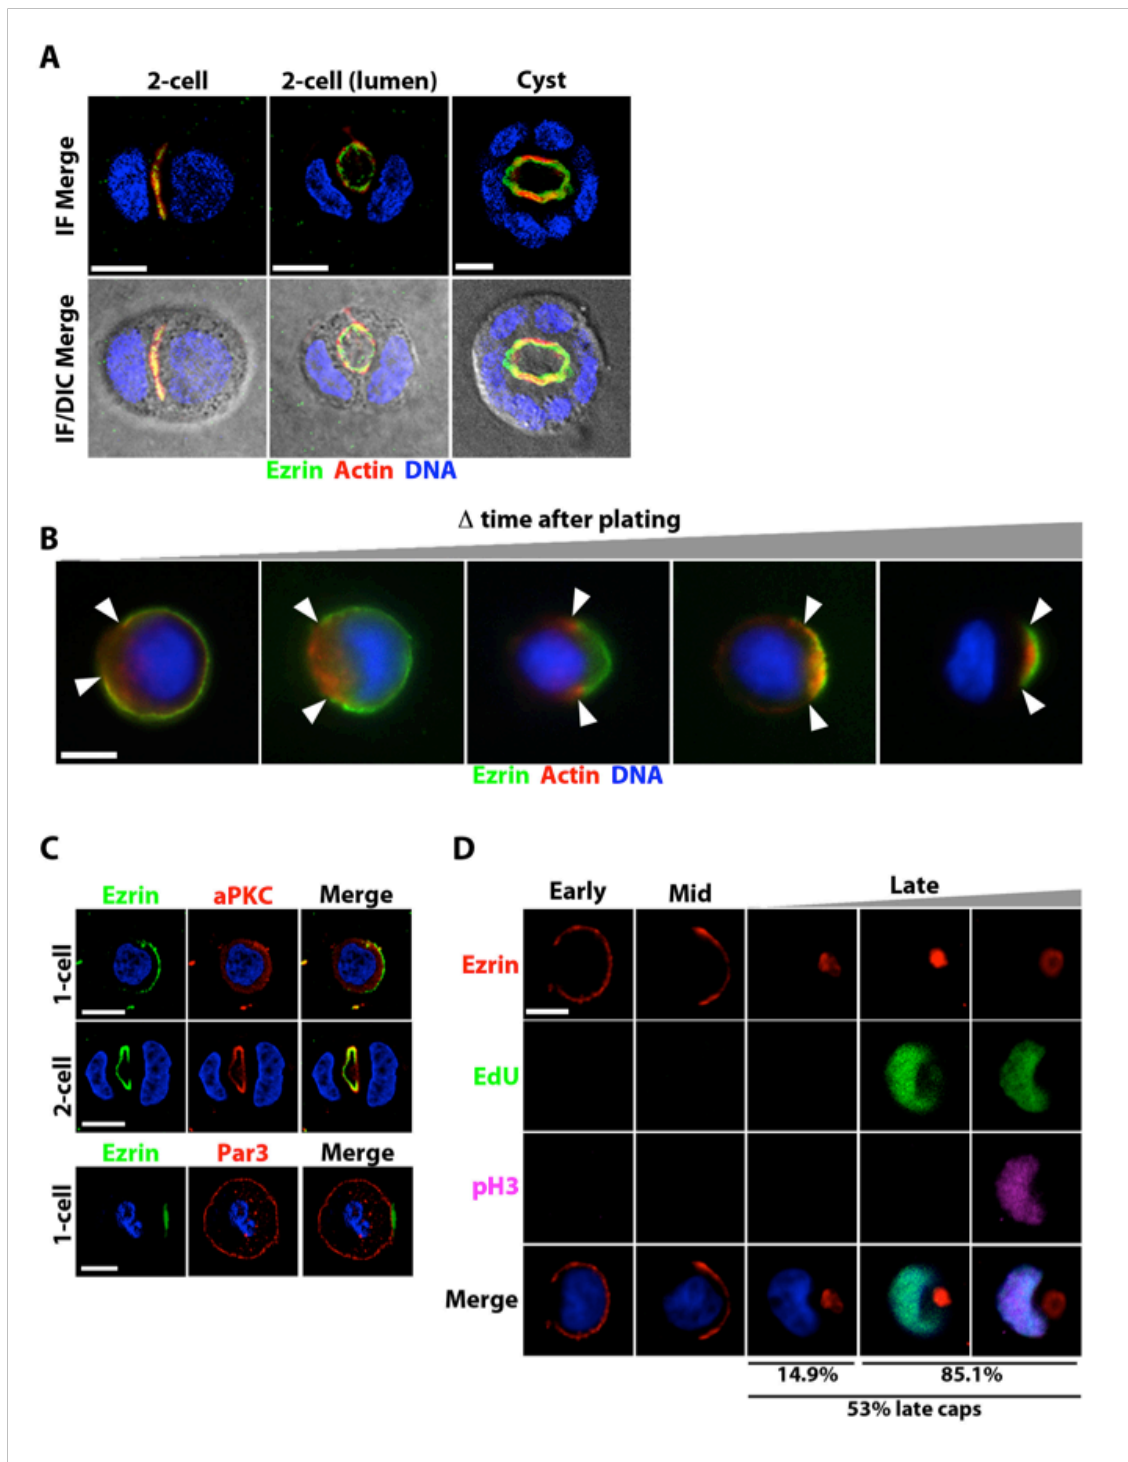 A
2-cell
2-cell (lumen)
Cyst
IF Merge
IF/DIC Merge
Ezrin Actin DNA
Δ time after plating
B
Ezrin Actin DNA
C
Ezrin
aPKC
Merge
1-cell
2-cell
Ezrin
Par3
Merge
1-cell
D
Early
Mid
Late
Ezrin
EdU
pH3
Merge
14.9%
85.1%
53% late caps